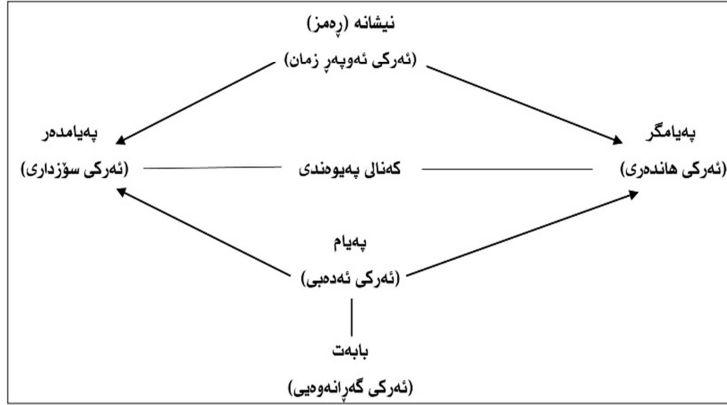 نیشانە (ڕەمز)
(ئەرکی ئەوپەڕ زمان)
پەیامگر
(ئەرکی هاندەری)
کەناڵی پەیوەندی
پەیامدەر
(ئەرکی سۆزداری)
پەیام
(ئەرکی ئەدەبی)
بابەت
(ئەرکی گەڕانەوەیی)